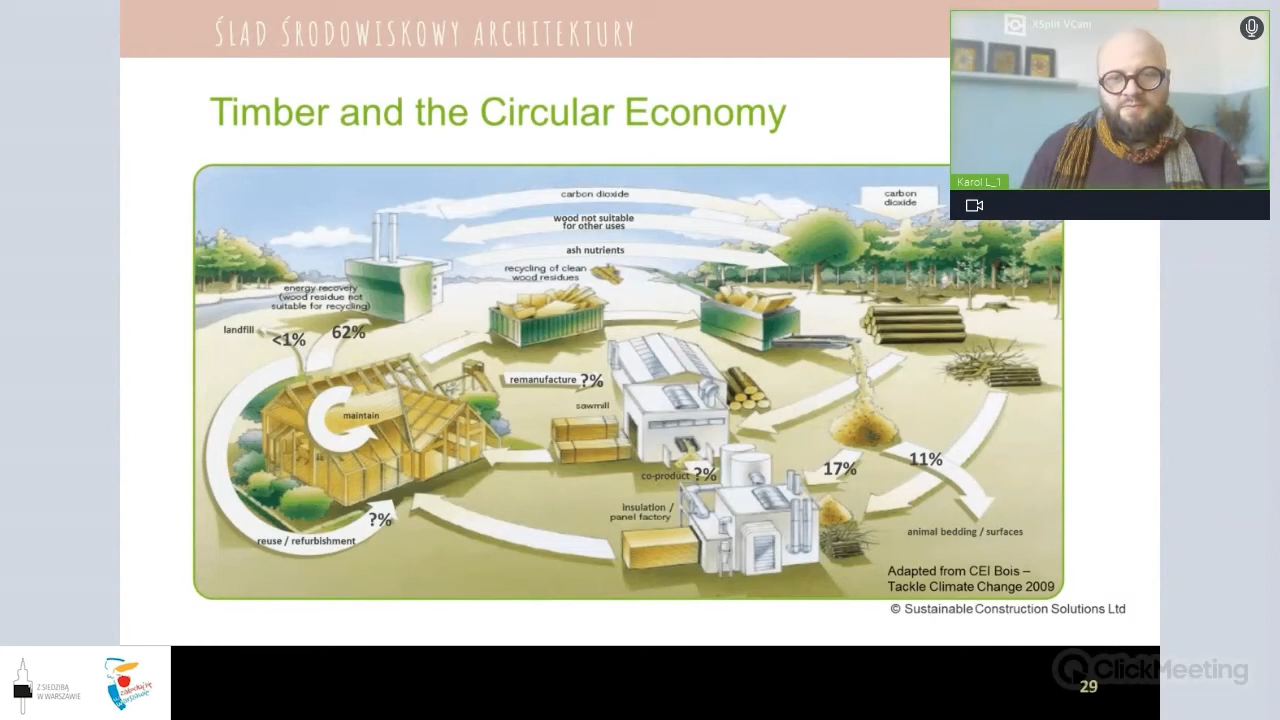 ŚLAD ŚRODOWISKOWY ARCHITEKTURY
XSplit VCam
Karol L_1
Timber and the Circular Economy
carbon dioxide
carbon
dioxide
wood not suitable
for other uses
ash nutrients
recycling of clean
wood residues
energy recovery
(wood residue not
suitable for recycling)
landfill
<1%
62%
remanufacture ?%
maintain
sawmill
co-product ?%
17%
11%
insulation /
panel factory
?%
reuse / refurbishment
animal bedding / surfaces
Adapted from CEI Bois –
Tackle Climate Change 2009
© Sustainable Construction Solutions Ltd
Z SIEDZIBĄ
W WARSZAWIE
zakochaj się
w Warszawie
ClickMeeting
29